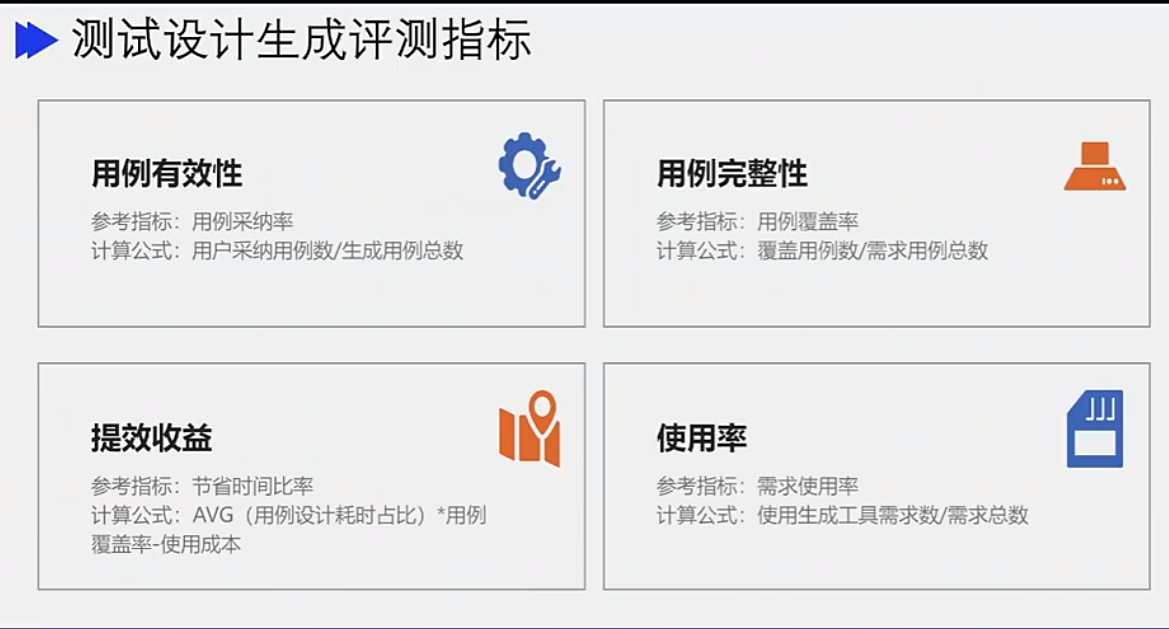 测试设计生成评测指标
用例有效性
参考指标：用例采纳率
计算公式：用户采纳用例数/生成用例总数
用例完整性
参考指标：用例覆盖率
计算公式：覆盖用例数/需求用例总数
提效收益
参考指标：节省时间比率
计算公式：AVG（用例设计耗时占比）*用例
覆盖率-使用成本
使用率
参考指标：需求使用率
计算公式：使用生成工具需求数/需求总数